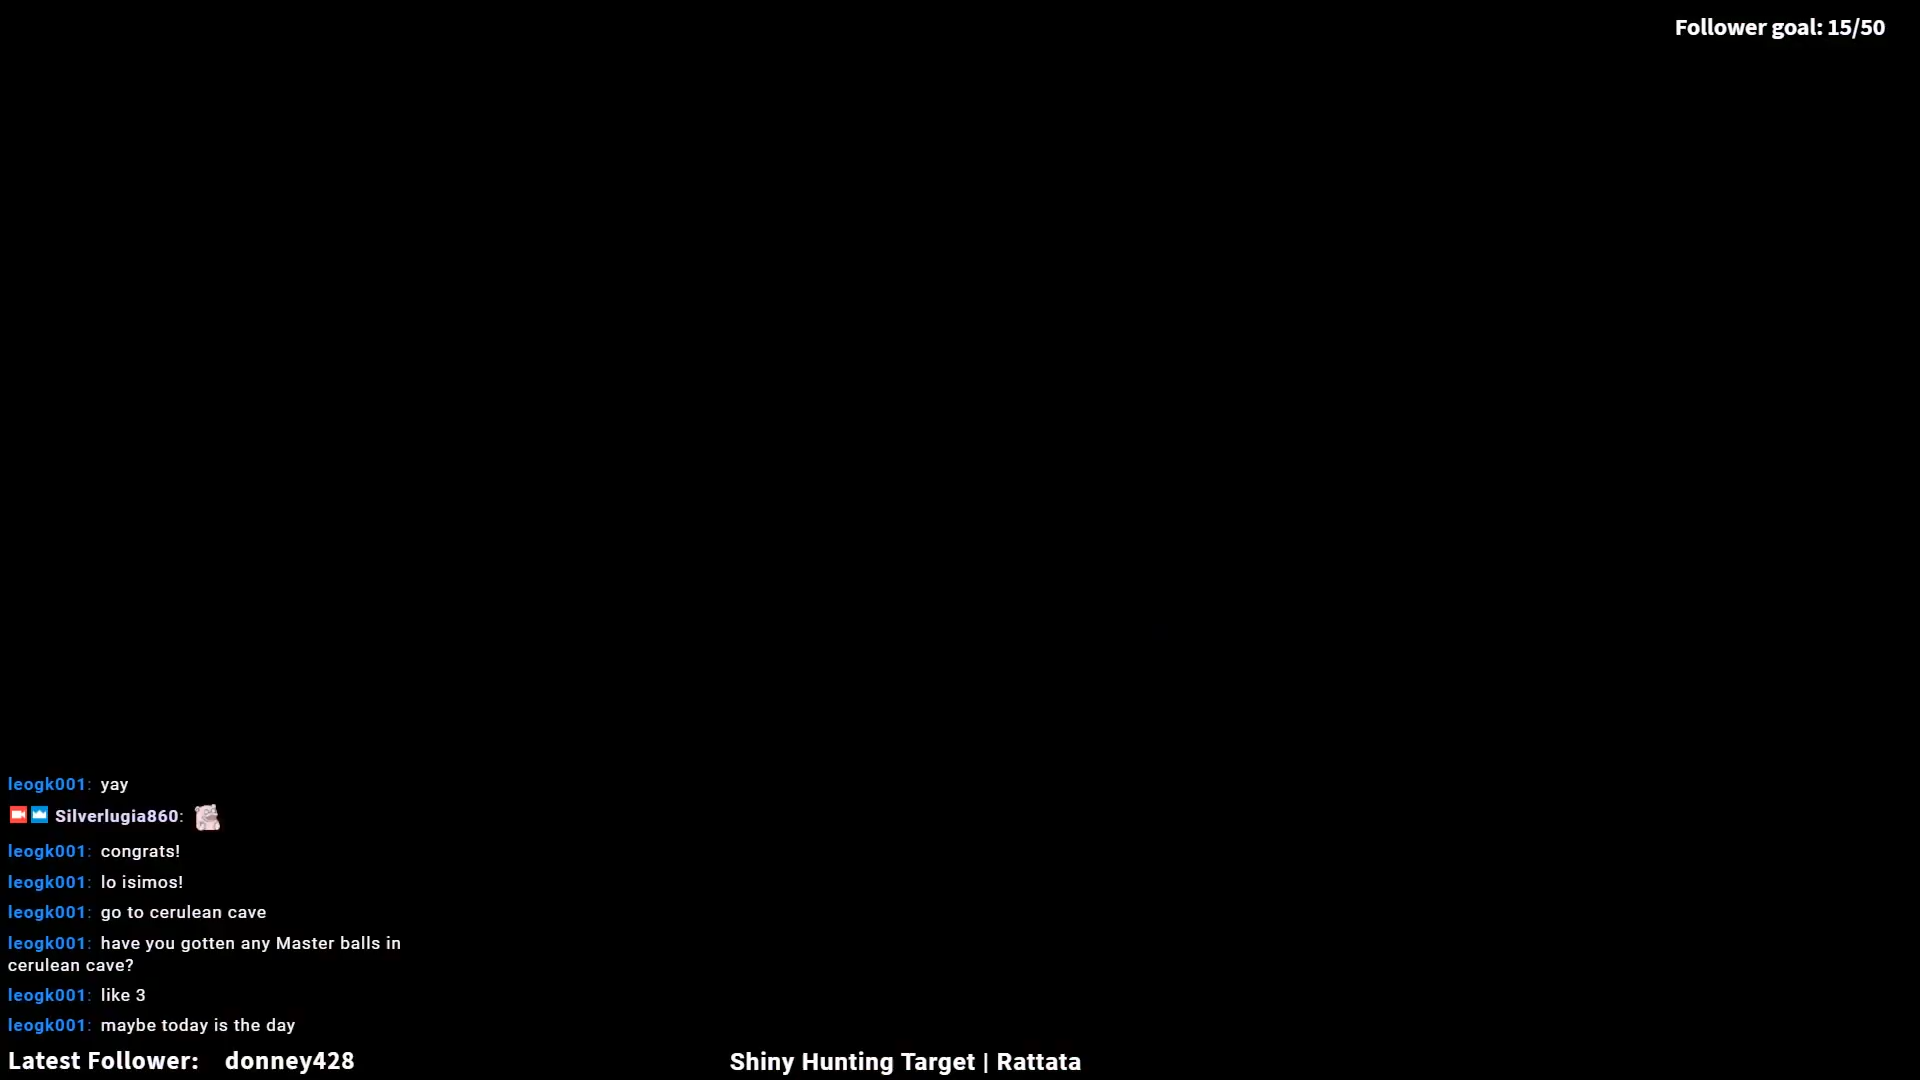 Follower goal: 15/50
leogk001: yay
Silverlugia860:
leogk001: congrats!
leogk001: lo isimos!
leogk001: go to cerulean cave
leogk001: have you gotten any Master balls in
cerulean cave?
leogk001: like 3
leogk001: maybe today is the day
Latest Follower: donney428
Shiny Hunting Target | Rattata